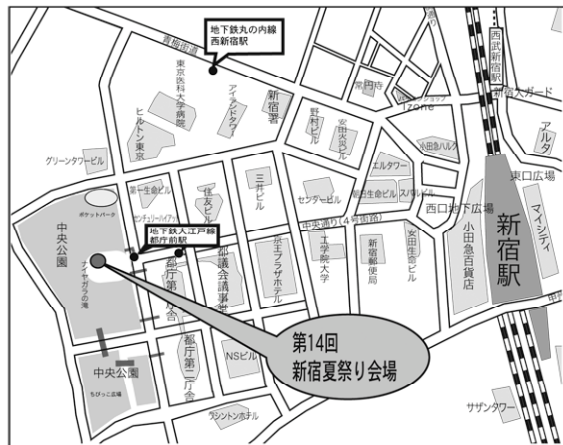 地下鉄丸の内線
西新宿駅
青梅街道
西武新宿駅
新宿大ガード
東京医科大学病院
アイランドタワー
新宿署
常円寺
Izone
ヒルトン東京
野村ビル
安田火災ビル
小田急ハルク
アルタ
グリーンタワービル
エルタワー
東口広場
第一生命ビル
住友ビル
三井ビル
センタービル
朝日生命ビル
スバルビル
ポケットパーク
センチュリーハイアット
中央通り(4号街路)
西口地下広場
マイシティ
新宿駅
小田急百貨店
中央公園
ナイヤガラの滝
地下鉄大江戸線
都庁前駅
都庁第一庁舎
都議会議事堂
京王プラザホテル
工学院大学
新宿郵便局
安田生命ビル
第14回
新宿夏祭り会場
中央公園
ちびっこ広場
都庁第二庁舎
NSビル
ワシントンホテル
サザンタワー